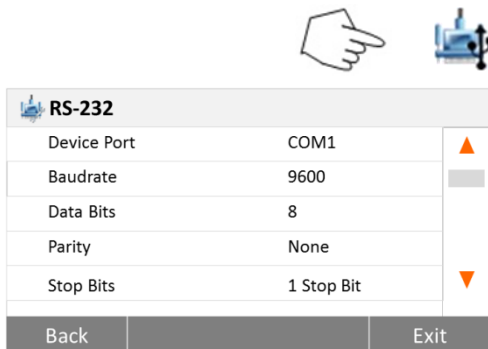 RS-232
Device Port COM1
Baudrate 9600
Data Bits 8
Parity None
Stop Bits 1 Stop Bit
Back Exit